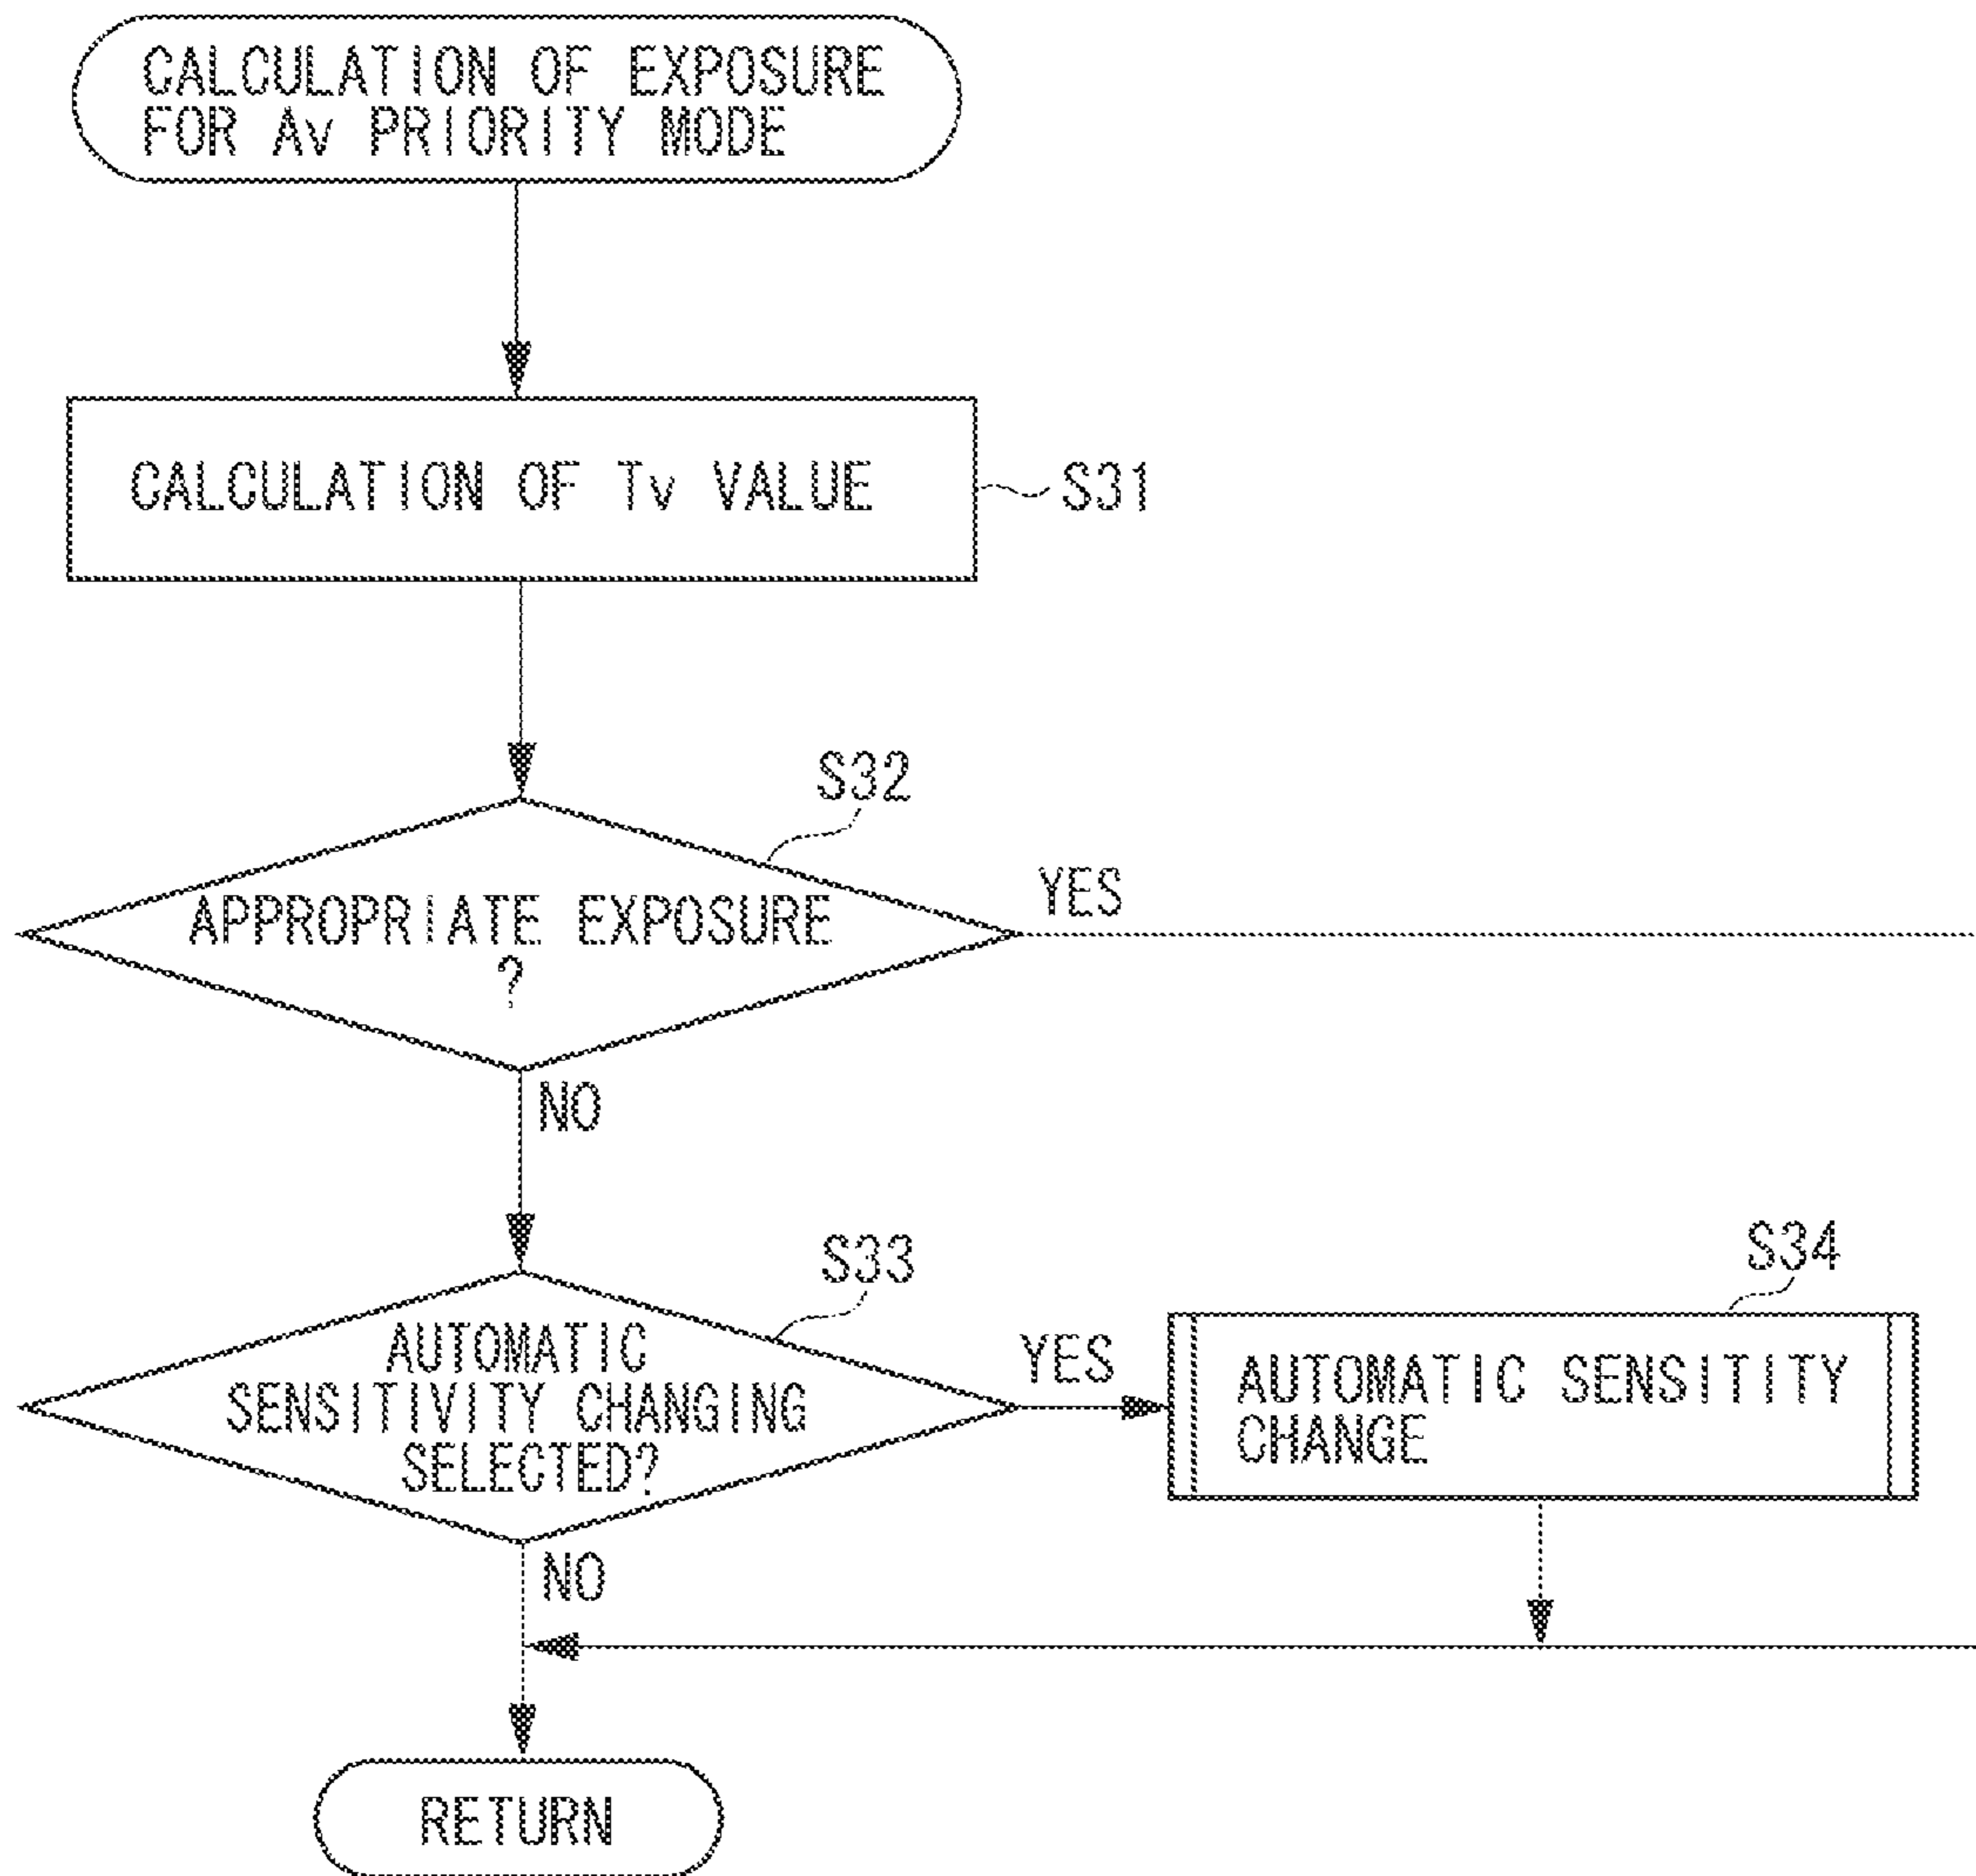 CALCULATION OF EXPOSURE
FOR Av PRIORITY MODE
CALCULATION OF Tv VALUE
S31
S32
APPROPRIATE EXPOSURE
?
YES
NO
S33
AUTOMATIC
SENSITIVITY CHANGING
SELECTED?
YES
S34
AUTOMATIC SENSITITY
CHANGE
NO
RETURN